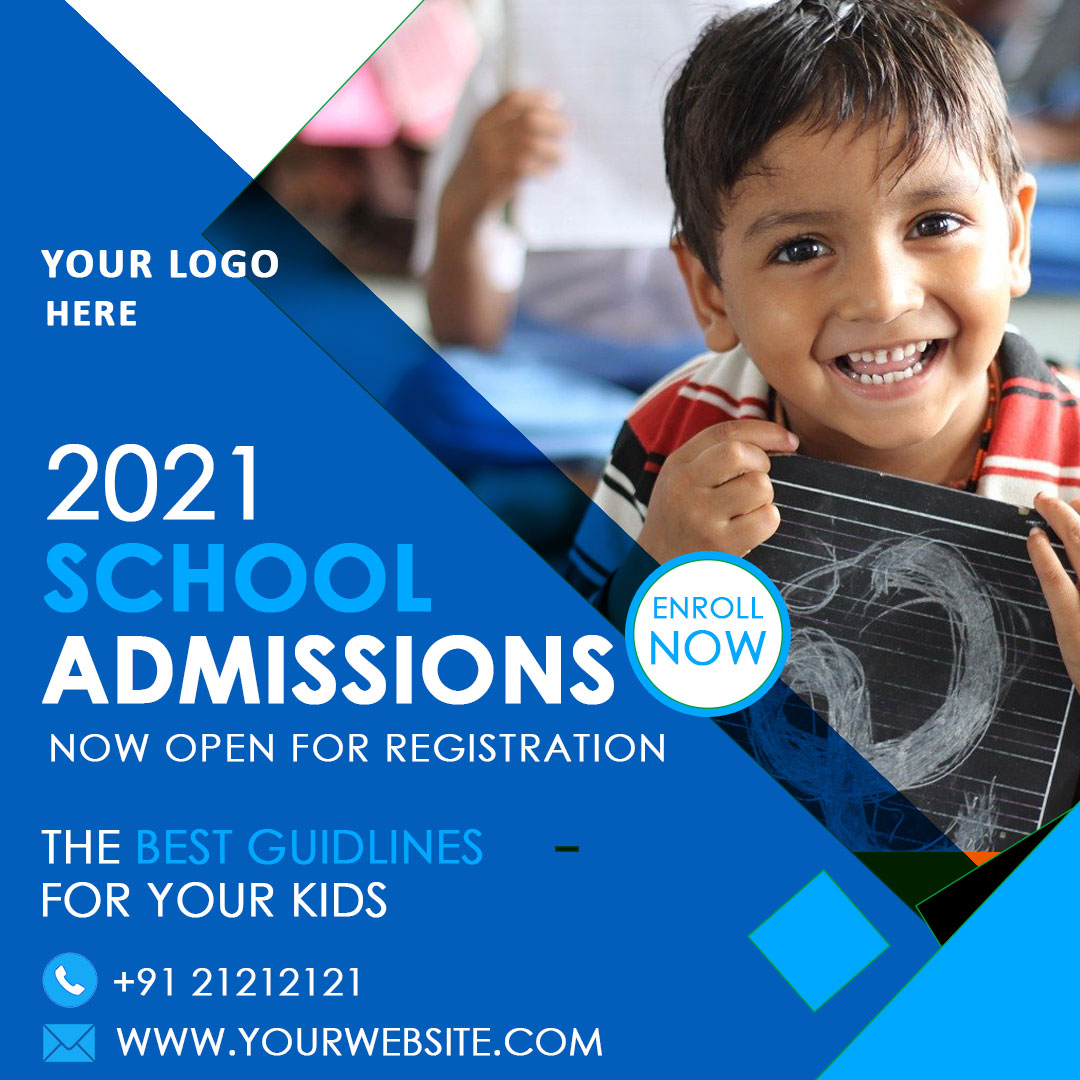 YOUR LOGO
HERE
2021
SCHOOL
ADMISSIONS
NOW OPEN FOR REGISTRATION
ENROLL
NOW
THE BEST GUIDLINES -
FOR YOUR KIDS
+91 21212121
WWW.YOURWEBSITE.COM